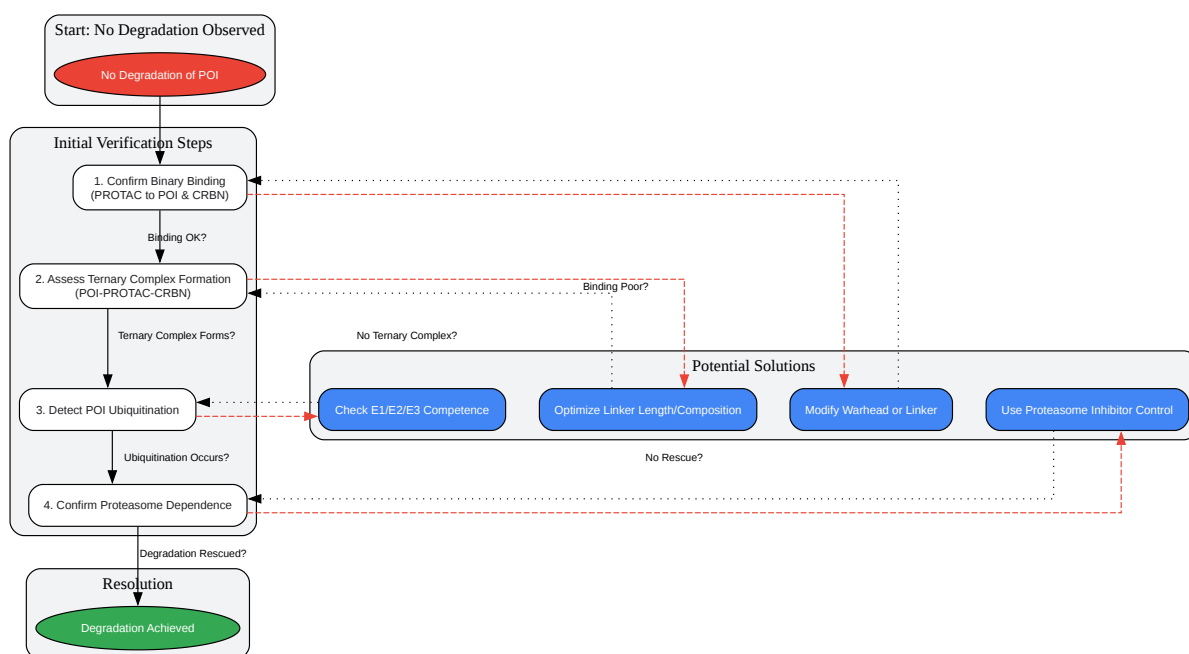 Start: No Degradation Observed
No Degradation of POI
Initial Verification Steps
1. Confirm Binary Binding
(PROTAC to POI & CRBN)
Binding OK?
2. Assess Ternary Complex Formation
(POI-PROTAC-CRBN)
Binding Poor?
Ternary Complex Forms?
No Ternary Complex?
Potential Solutions
3. Detect POI Ubiquitination
Check E1/E2/E3 Competence
Optimize Linker Length/Composition
Modify Warhead or Linker
Use Proteasome Inhibitor Control
Ubiquitination Occurs?
No Rescue?
4. Confirm Proteasome Dependence
Degradation Rescued?
Resolution
Degradation Achieved